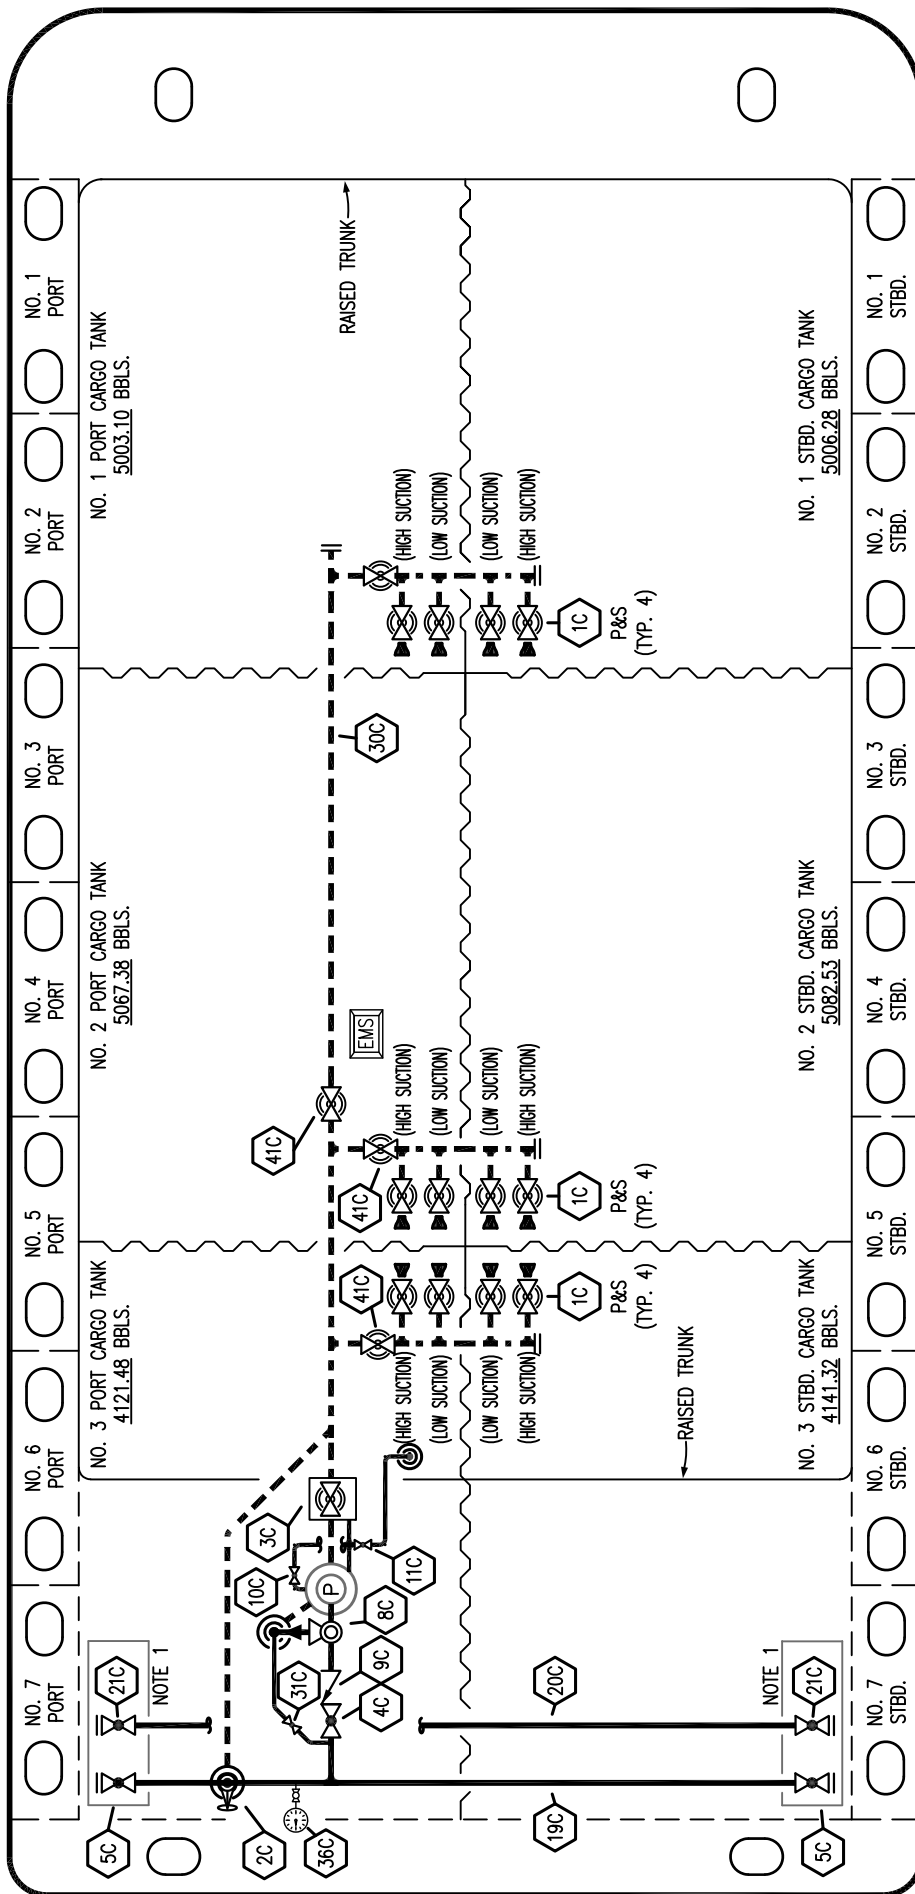 NO. 1
PORT
NO. 2
PORT
NO. 3
PORT
NO. 4
PORT
NO. 5
PORT
NO. 6
PORT
NO. 7
PORT
NO. 1 PORT CARGO TANK
5003.10 BBLS.
NO. 2 PORT CARGO TANK
5067.38 BBLS.
NO. 3 PORT CARGO TANK
4121.48 BBLS.
RAISED TRUNK
(HIGH SUCTION)
(LOW SUCTION)
(LOW SUCTION)
(HIGH SUCTION)
1C
P&S
(TYP. 4)
30C
EMS
41C
(HIGH SUCTION)
(LOW SUCTION)
(LOW SUCTION)
(HIGH SUCTION)
41C
1C
P&S
(TYP. 4)
41C
1C
P&S
(TYP. 4)
(HIGH SUCTION)
(LOW SUCTION)
(LOW SUCTION)
(HIGH SUCTION)
RAISED TRUNK
3C
10C
11C
P
8C
9C
31C
4C
21C
NOTE 1
5C
2C
36C
20C
19C
NOTE 1
21C
5C
NO. 1 STBD. CARGO TANK
5006.28 BBLS.
NO. 2 STBD. CARGO TANK
5082.53 BBLS.
NO. 3 STBD. CARGO TANK
4141.32 BBLS.
NO. 1
STBD.
NO. 2
STBD.
NO. 3
STBD.
NO. 4
STBD.
NO. 5
STBD.
NO. 6
STBD.
NO. 7
STBD.